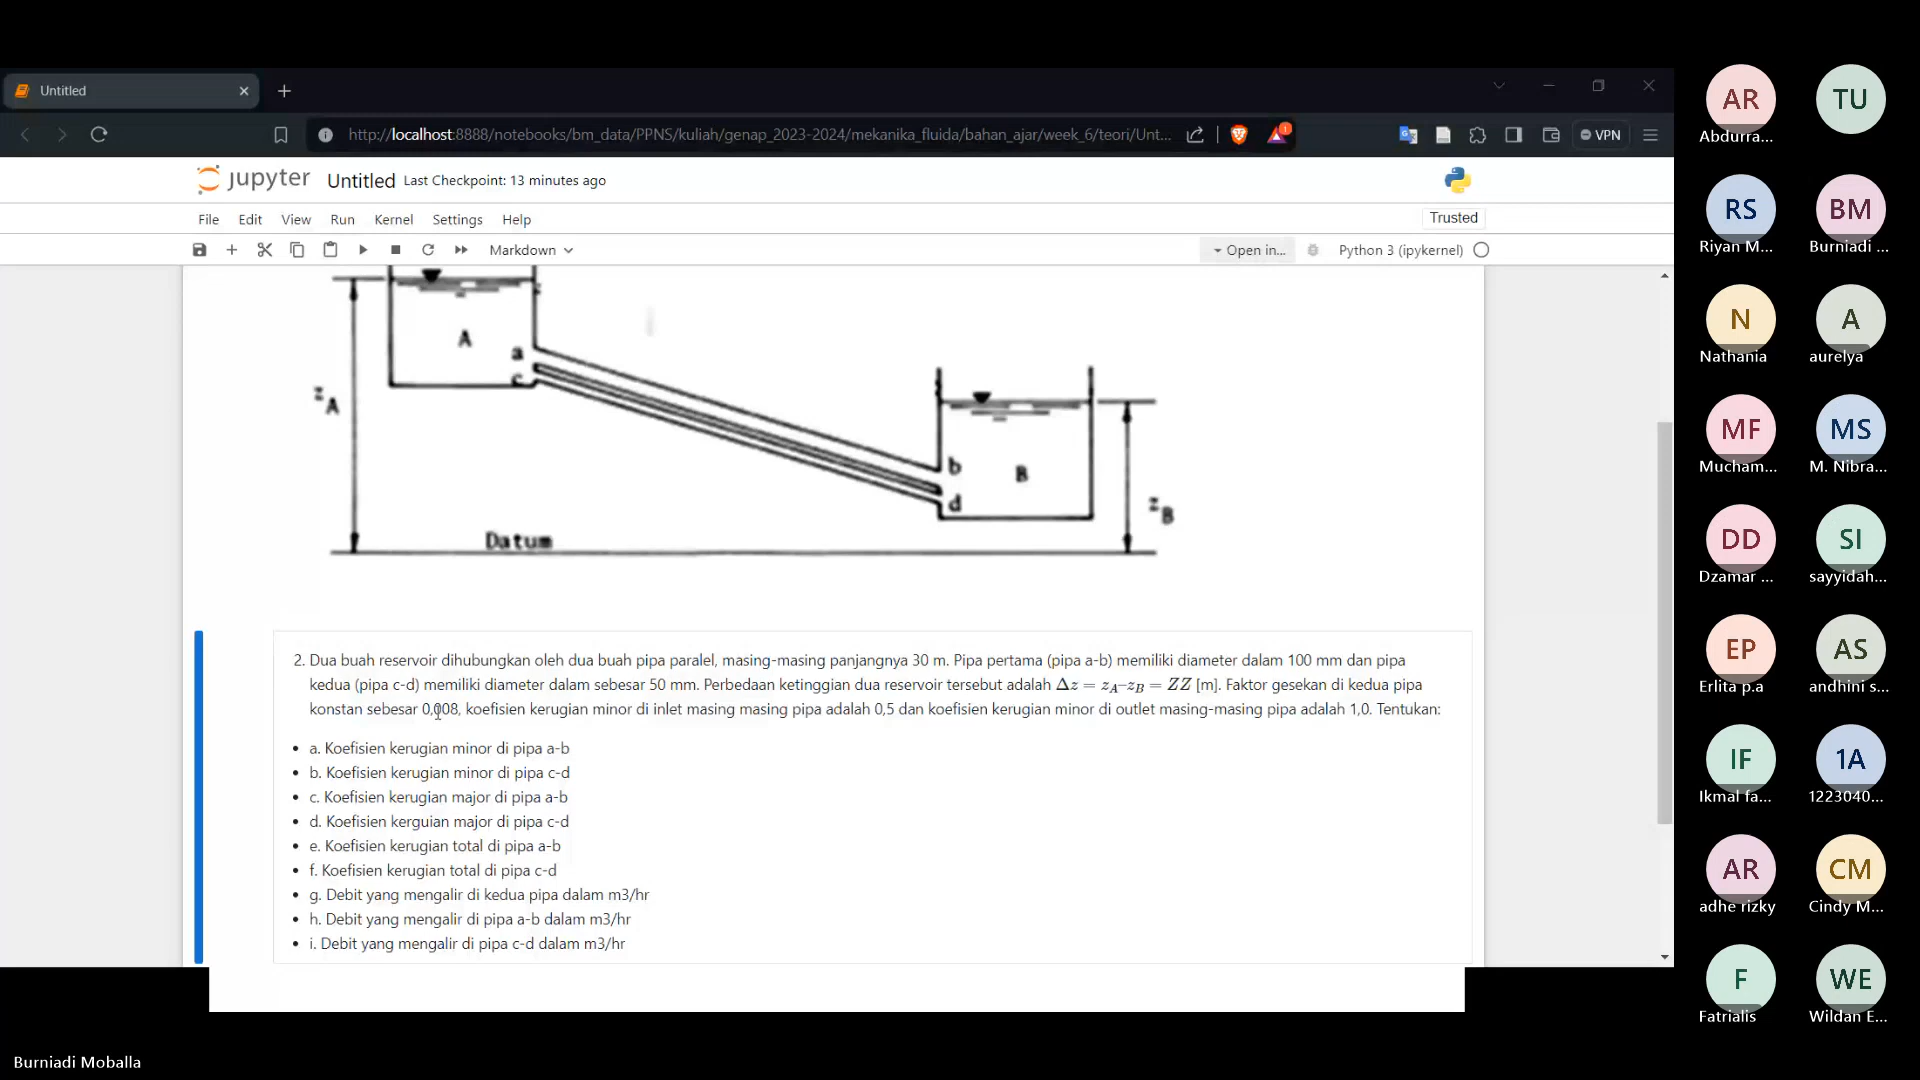 Untitled
http://localhost:8888/notebooks/bm_data/PPNS/kuliah/genap_2023-2024/mekanika_fluida/bahan_ajar/week_6/teori/Unt...
1
VPN
jupyter Untitled Last Checkpoint: 13 minutes ago
File Edit View Run Kernel Settings Help
Trusted
Markdown
Open in...
Python 3 (ipykernel)
A
a
c
z A
b
B
d
z B
Datum
2. Dua buah reservoir dihubungkan oleh dua buah pipa paralel, masing-masing panjangnya 30 m. Pipa pertama (pipa a-b) memiliki diameter dalam 100 mm dan pipa
kedua (pipa c-d) memiliki diameter dalam sebesar 50 mm. Perbedaan ketinggian dua reservoir tersebut adalah Δz = z_A–z_B = ZZ [m]. Faktor gesekan di kedua pipa
konstan sebesar 0,008, koefisien kerugian minor di inlet masing masing pipa adalah 0,5 dan koefisien kerugian minor di outlet masing-masing pipa adalah 1,0. Tentukan:
• a. Koefisien kerugian minor di pipa a-b
• b. Koefisien kerugian minor di pipa c-d
• c. Koefisien kerugian major di pipa a-b
• d. Koefisien kerguian major di pipa c-d
• e. Koefisien kerugian total di pipa a-b
• f. Koefisien kerugian total di pipa c-d
• g. Debit yang mengalir di kedua pipa dalam m3/hr
• h. Debit yang mengalir di pipa a-b dalam m3/hr
• i. Debit yang mengalir di pipa c-d dalam m3/hr
AR
Abdurra...
TU
RS
Riyan M...
BM
Burniadi ...
N
Nathania
A
aurelya
MF
Mucham...
MS
M. Nibra...
DD
Dzamar ...
SI
sayyidah...
EP
Erlita p.a
AS
andhini s...
IF
Ikmal fa...
1A
1223040...
AR
adhe rizky
CM
Cindy M...
F
Fatrialis
WE
Wildan E...
Burniadi Moballa